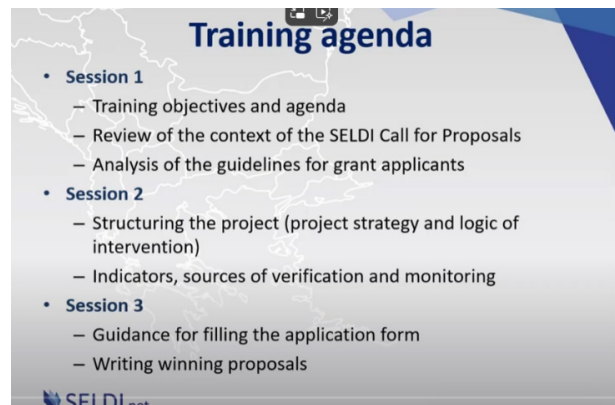 Training agenda
• Session 1
– Training objectives and agenda
– Review of the context of the SELDI Call for Proposals
– Analysis of the guidelines for grant applicants
• Session 2
– Structuring the project (project strategy and logic of
intervention)
– Indicators, sources of verification and monitoring
• Session 3
– Guidance for filling the application form
– Writing winning proposals
SELDI.net